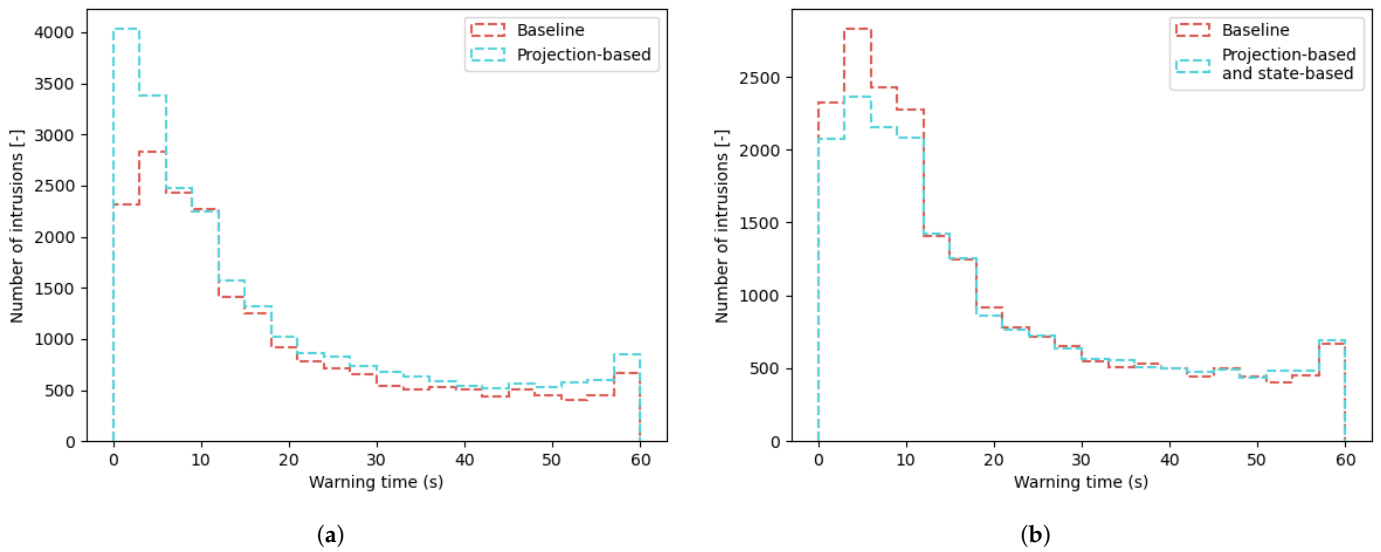 4000
3500
3000
2500
2000
1500
1000
500
0
Number of intrusions [-]
Baseline
Projection-based
0 10 20 30 40 50 60
Warning time (s)
(a)
2500
2000
1500
1000
500
0
Number of intrusions [-]
Baseline
Projection-based
and state-based
0 10 20 30 40 50 60
Warning time (s)
(b)